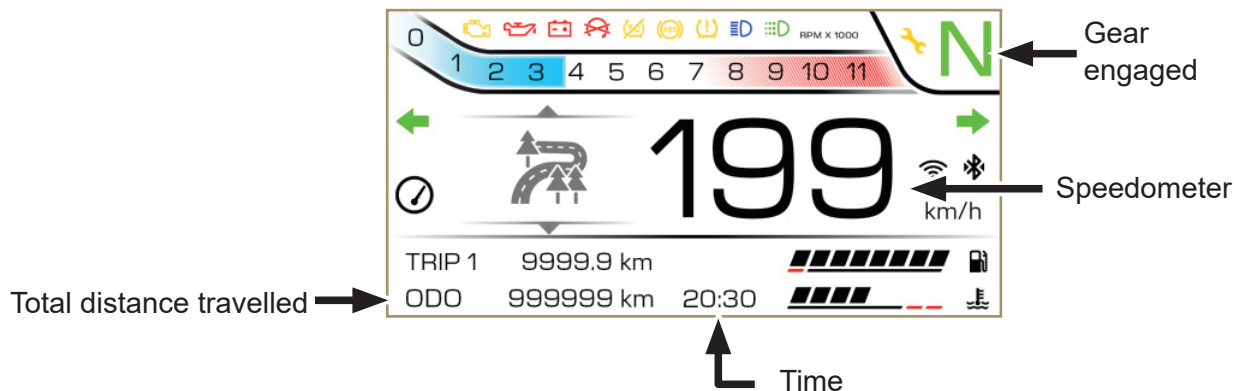 Gear
engaged
RPM X 1000
N
0 1 2 3 4 5 6 7 8 9 10 11
ABS
199
km/h
Speedometer
TRIP 1 9999.9 km
Total distance travelled
ODO 999999 km 20:30
Time